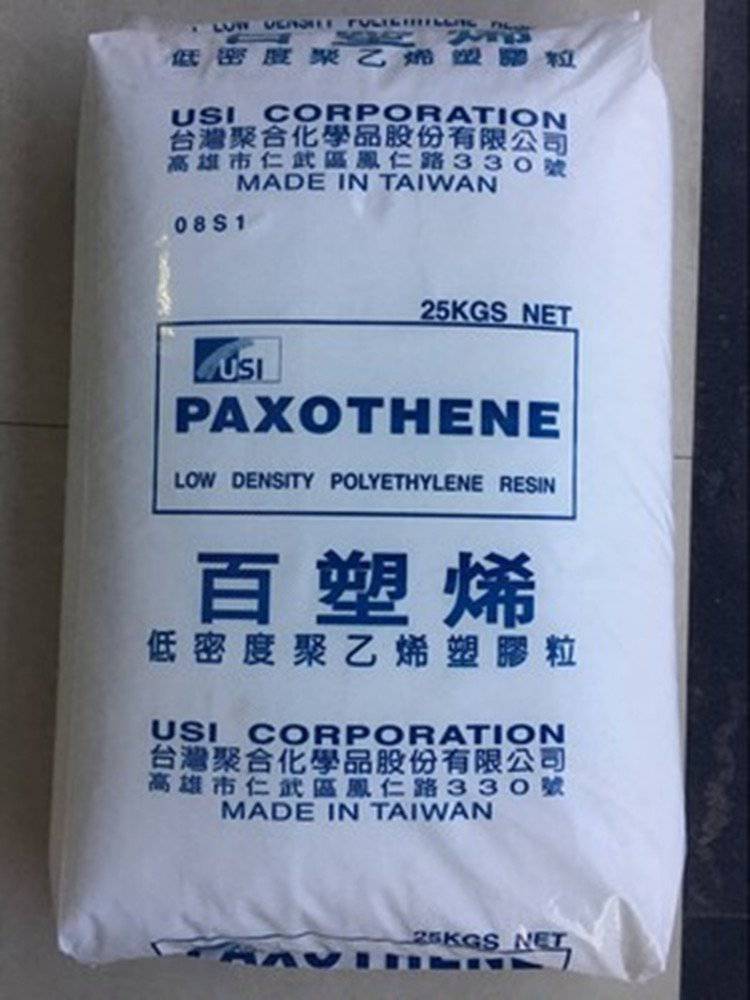 LOW DENSITY POLYETHYLENE RESIN
百塑烯
低密度聚乙烯塑膠粒
USI CORPORATION
台灣聚合化學品股份有限公司
高雄市仁武區鳳仁路330號
MADE IN TAIWAN
08S1
25KGS NET
USI
PAXOTHENE
LOW DENSITY POLYETHYLENE RESIN
百塑烯
低密度聚乙烯塑膠粒
USI CORPORATION
台灣聚合化學品股份有限公司
高雄市仁武區鳳仁路330號
MADE IN TAIWAN
25KGS NET
PAXOTHENE